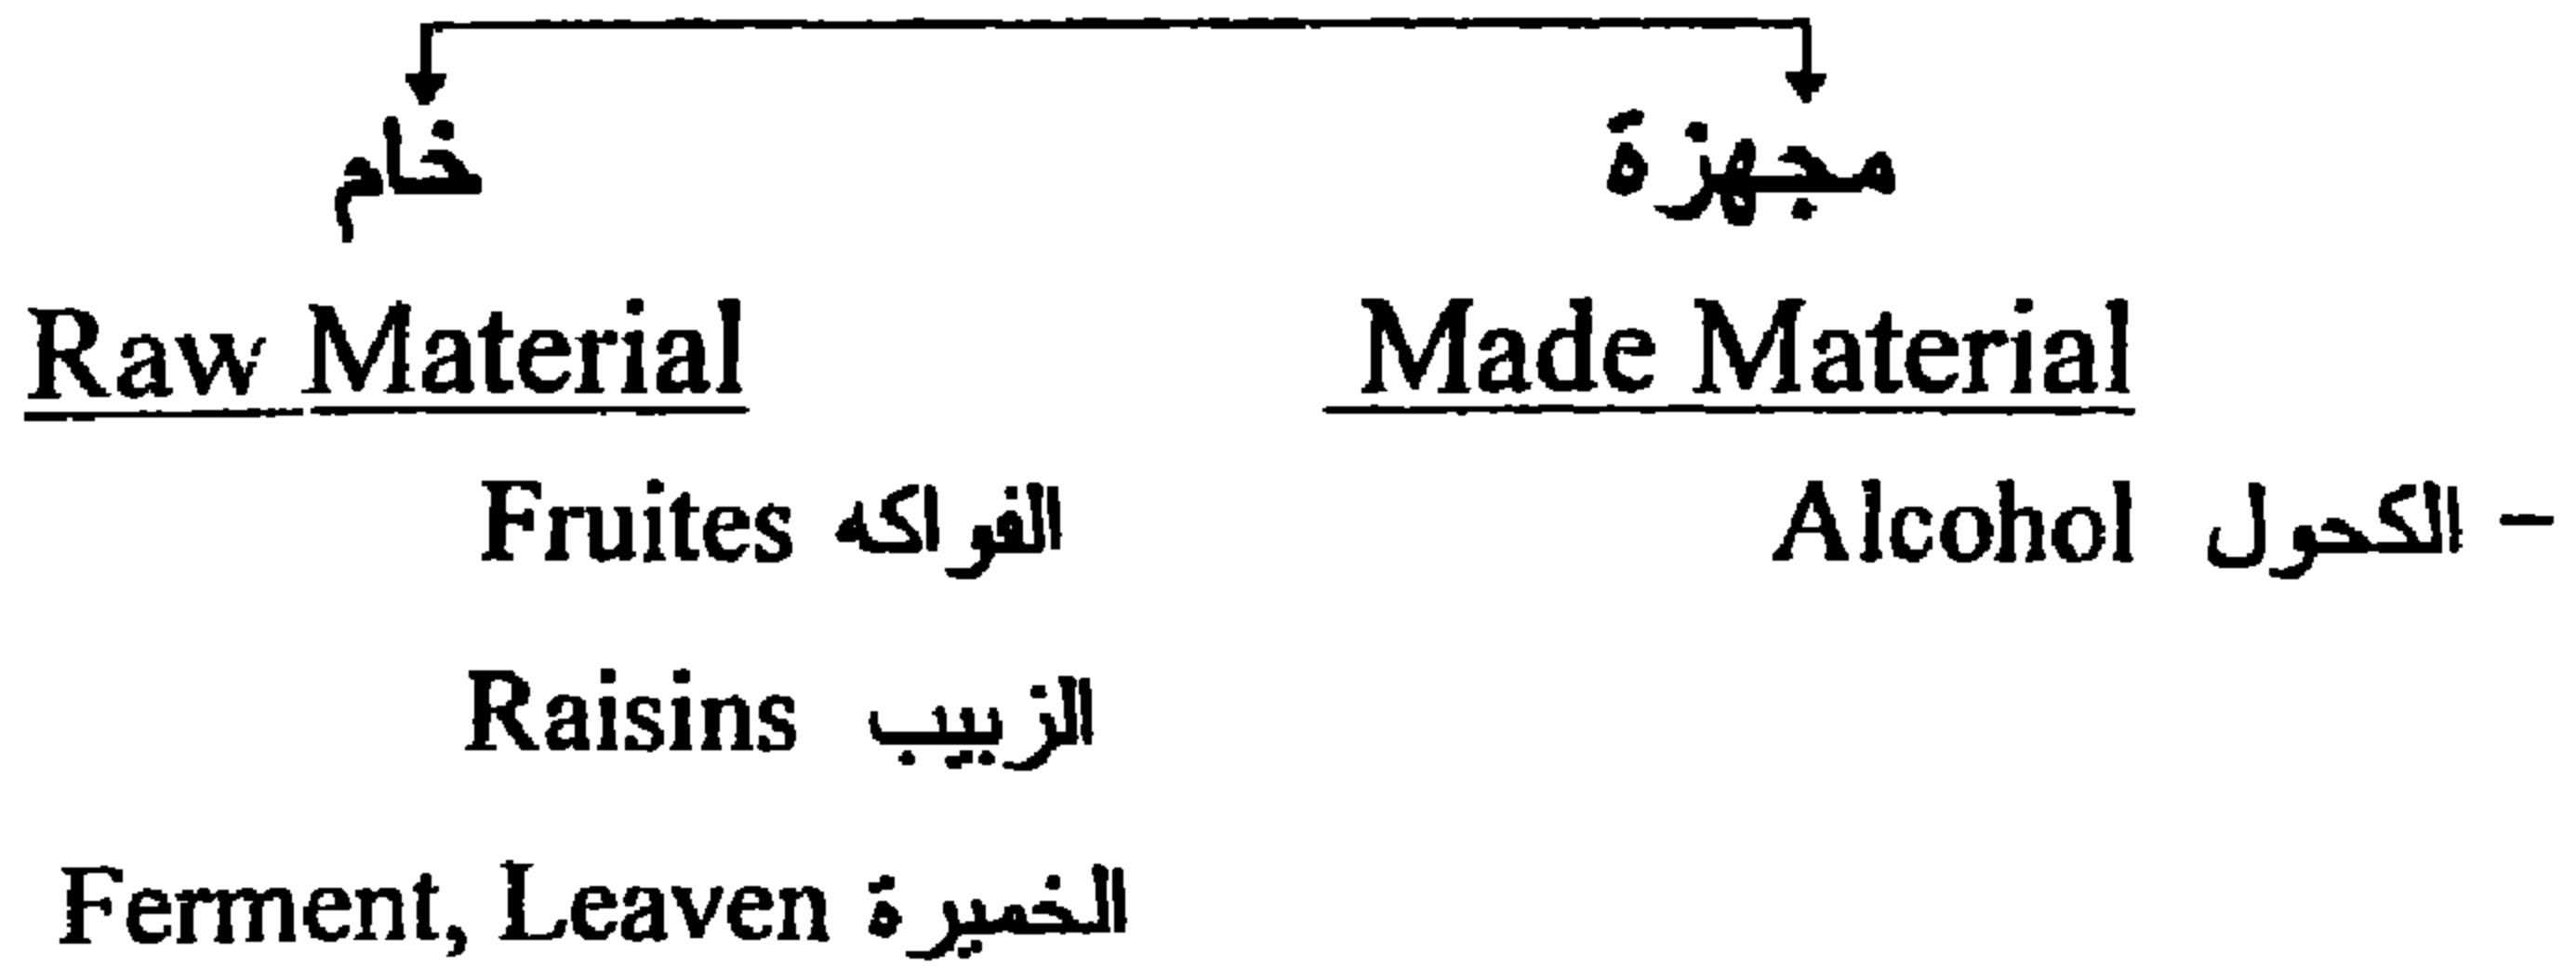 خام مجهزة
Raw Material Made Material
Fruites الفواكه Alcohol الكحول –
Raisins الزبيب
Ferment, Leaven الخميرة